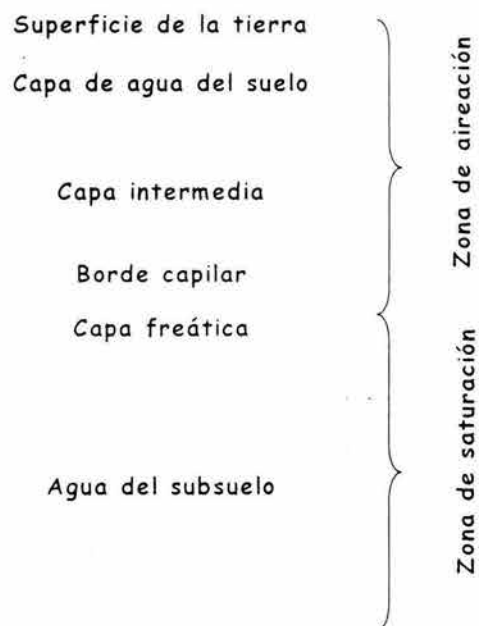 Superficie de la tierra
Capa de agua del suelo
Capa intermedia
Borde capilar
Capa freática
Agua del subsuelo
Zona de aireación
Zona de saturación